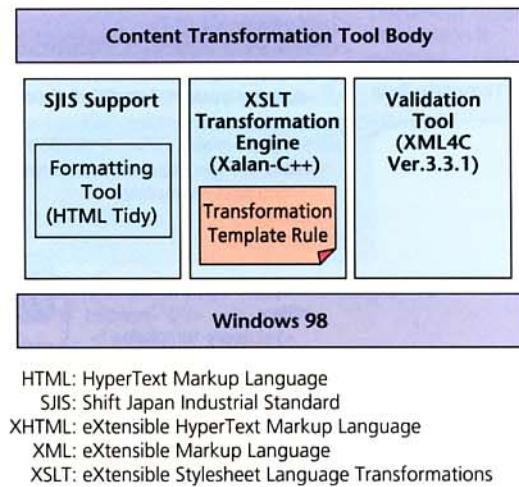 Content Transformation Tool Body
SJIS Support
Formatting
Tool
(HTML Tidy)
XSLT
Transformation
Engine
(Xalan-C++)
Transformation
Template Rule
Validation
Tool
(XML4C
Ver.3.3.1)
Windows 98
HTML: HyperText Markup Language
SJIS: Shift Japan Industrial Standard
XHTML: eXtensible HyperText Markup Language
XML: eXtensible Markup Language
XSLT: eXtensible Stylesheet Language Transformations